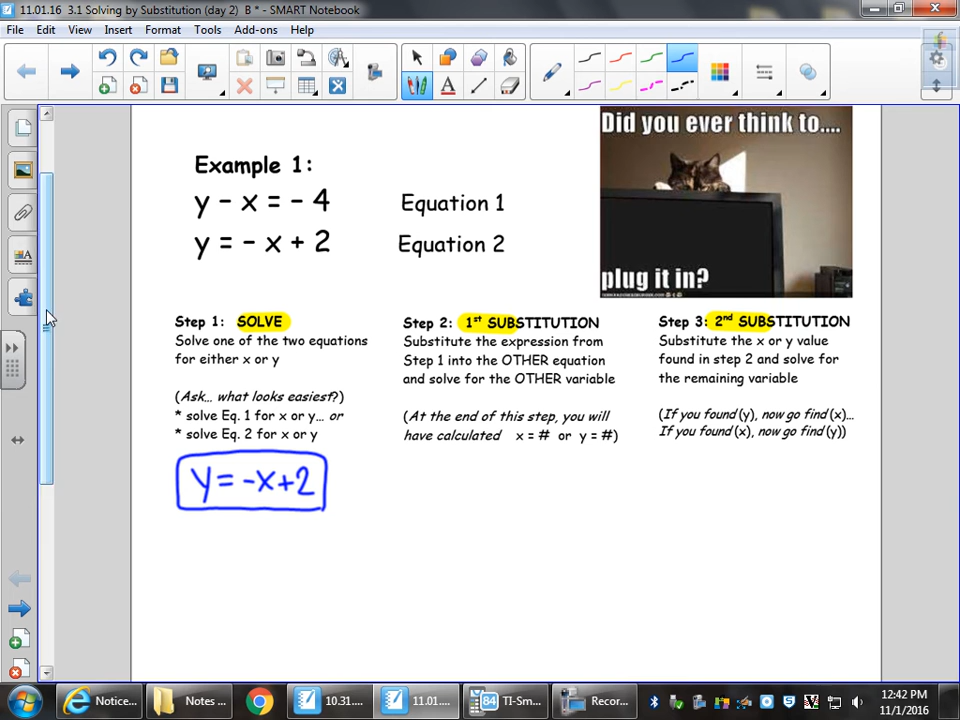 11.01.16 3.1 Solving by Substitution (day 2) B * - SMART Notebook
File Edit View Insert Format Tools Add-ons Help
Did you ever think to....
plug it in?
Example 1:
y - x = - 4 Equation 1
y = - x + 2 Equation 2
Step 1: SOLVE
Solve one of the two equations
for either x or y
(Ask... what looks easiest?)
* solve Eq. 1 for x or y... or
* solve Eq. 2 for x or y
y = -x+2
Step 2: 1st SUBSTITUTION
Substitute the expression from
Step 1 into the OTHER equation
and solve for the OTHER variable
(At the end of this step, you will
have calculated x = # or y = #)
Step 3: 2nd SUBSTITUTION
Substitute the x or y value
found in step 2 and solve for
the remaining variable
(If you found (y), now go find (x)...
If you found (x), now go find (y))
Notice... Notes ... 10.31.... 11.01.... 84 TI-Sm... Recor... 12:42 PM
11/1/2016